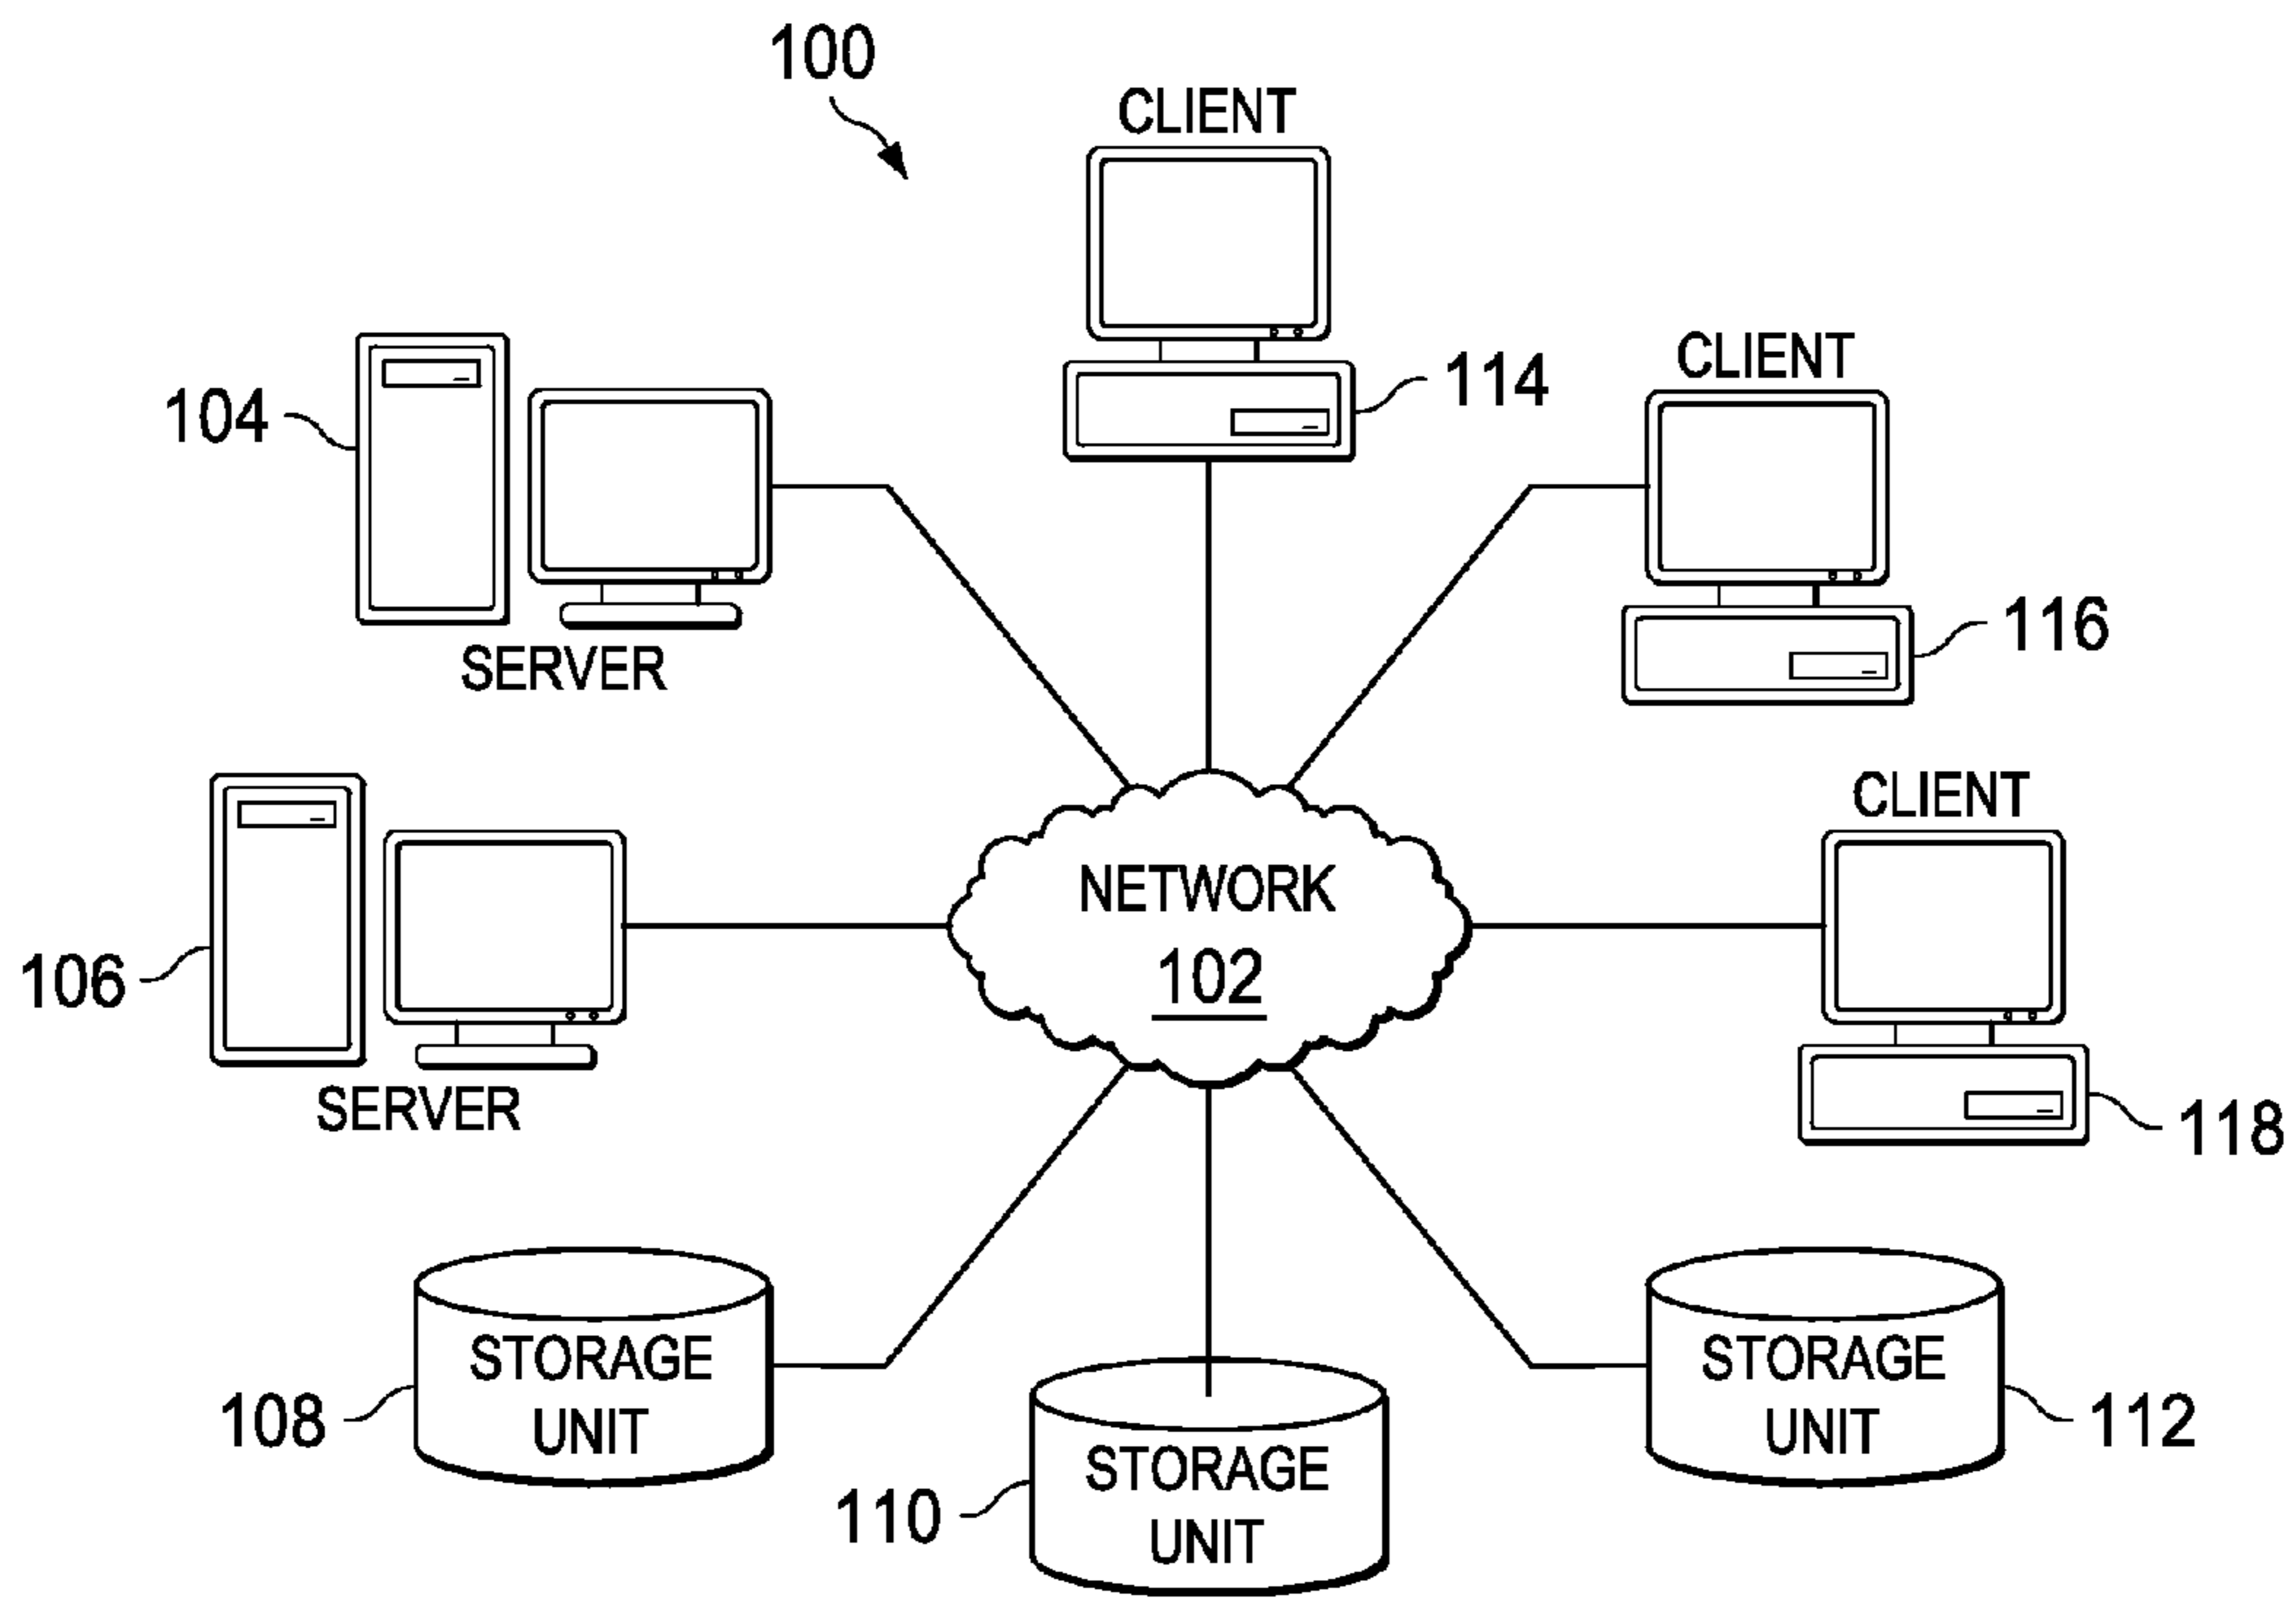 100
CLIENT
114
CLIENT
104
116
SERVER
CLIENT
NETWORK
102
106
SERVER
118
STORAGE
UNIT
108
STORAGE
UNIT
110
STORAGE
UNIT
112